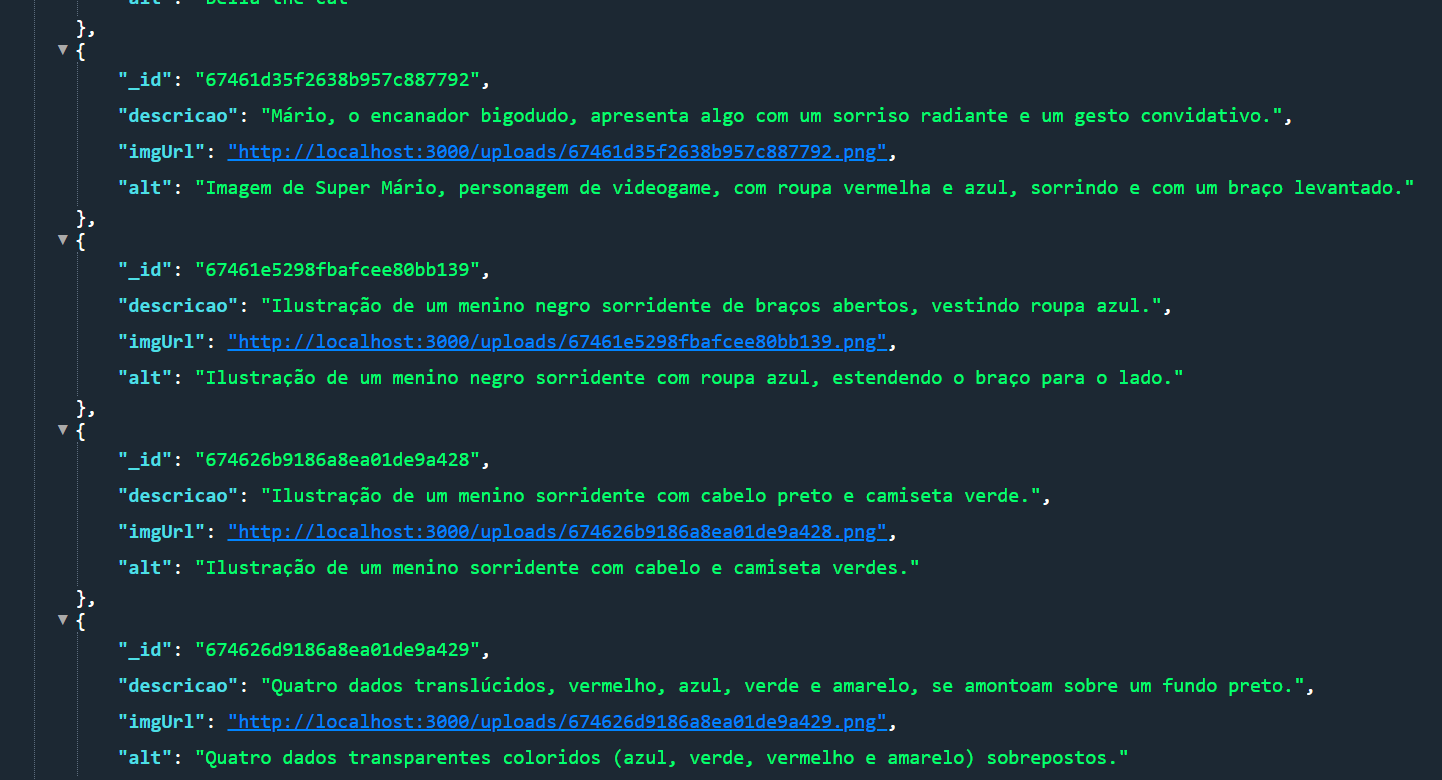 },
{
"_id": "67461d35f2638b957c887792",
"descricao": "Mário, o encanador bigodudo, apresenta algo com um sorriso radiante e um gesto convidativo.",
"imgUrl": "http://localhost:3000/uploads/67461d35f2638b957c887792.png",
"alt": "Imagem de Super Mário, personagem de videogame, com roupa vermelha e azul, sorrindo e com um braço levantado."
},
{
"_id": "67461e5298fbafcee80bb139",
"descricao": "Ilustração de um menino negro sorridente de braços abertos, vestindo roupa azul.",
"imgUrl": "http://localhost:3000/uploads/67461e5298fbafcee80bb139.png",
"alt": "Ilustração de um menino negro sorridente com roupa azul, estendendo o braço para o lado."
},
{
"_id": "674626b9186a8ea01de9a428",
"descricao": "Ilustração de um menino sorridente com cabelo preto e camiseta verde.",
"imgUrl": "http://localhost:3000/uploads/674626b9186a8ea01de9a428.png",
"alt": "Ilustração de um menino sorridente com cabelo e camiseta verdes."
},
{
"_id": "674626d9186a8ea01de9a429",
"descricao": "Quatro dados translúcidos, vermelho, azul, verde e amarelo, se amontoam sobre um fundo preto.",
"imgUrl": "http://localhost:3000/uploads/674626d9186a8ea01de9a429.png",
"alt": "Quatro dados transparentes coloridos (azul, verde, vermelho e amarelo) sobrepostos."